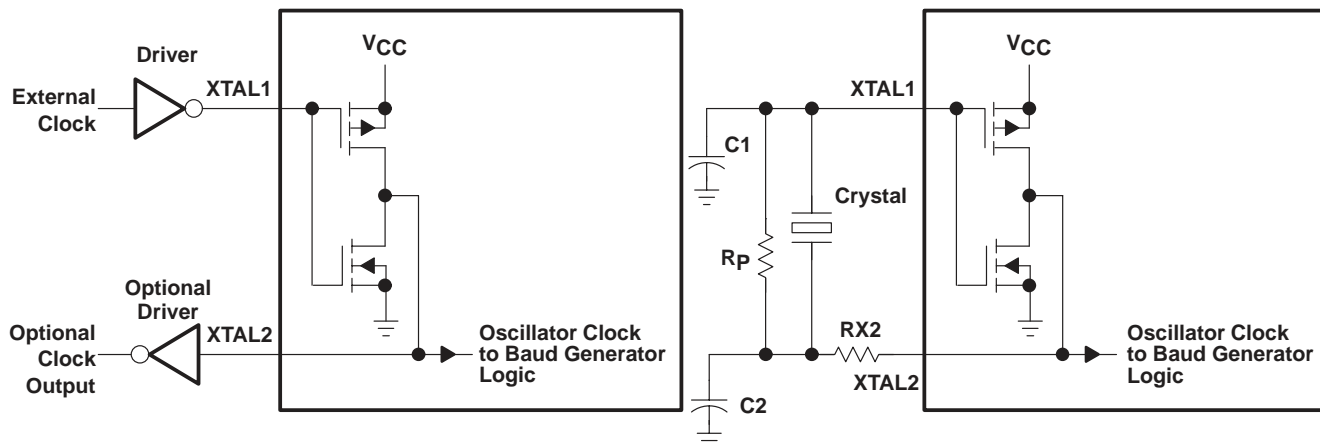 Driver
External
Clock
XTAL1
VCC
Optional
Driver
Optional
Clock
Output
XTAL2
Oscillator Clock
to Baud Generator
Logic
VCC
XTAL1
C1
Crystal
RP
RX2
XTAL2
C2
Oscillator Clock
to Baud Generator
Logic